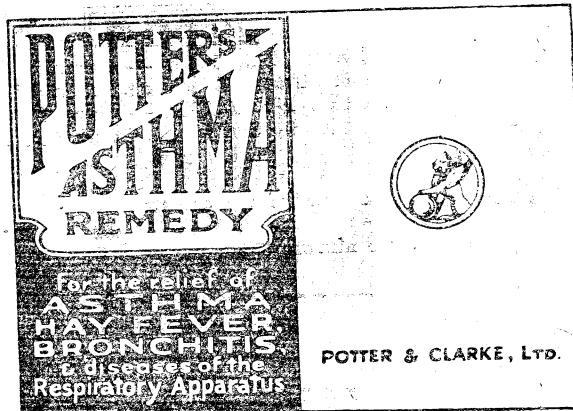 POTTER'S
ASTHMA
REMEDY
for the relief of
ASTHMA
HAY FEVER,
BRONCHITIS
& diseases of the
Respiratory Apparatus
POTTER & CLARKE, LTD.